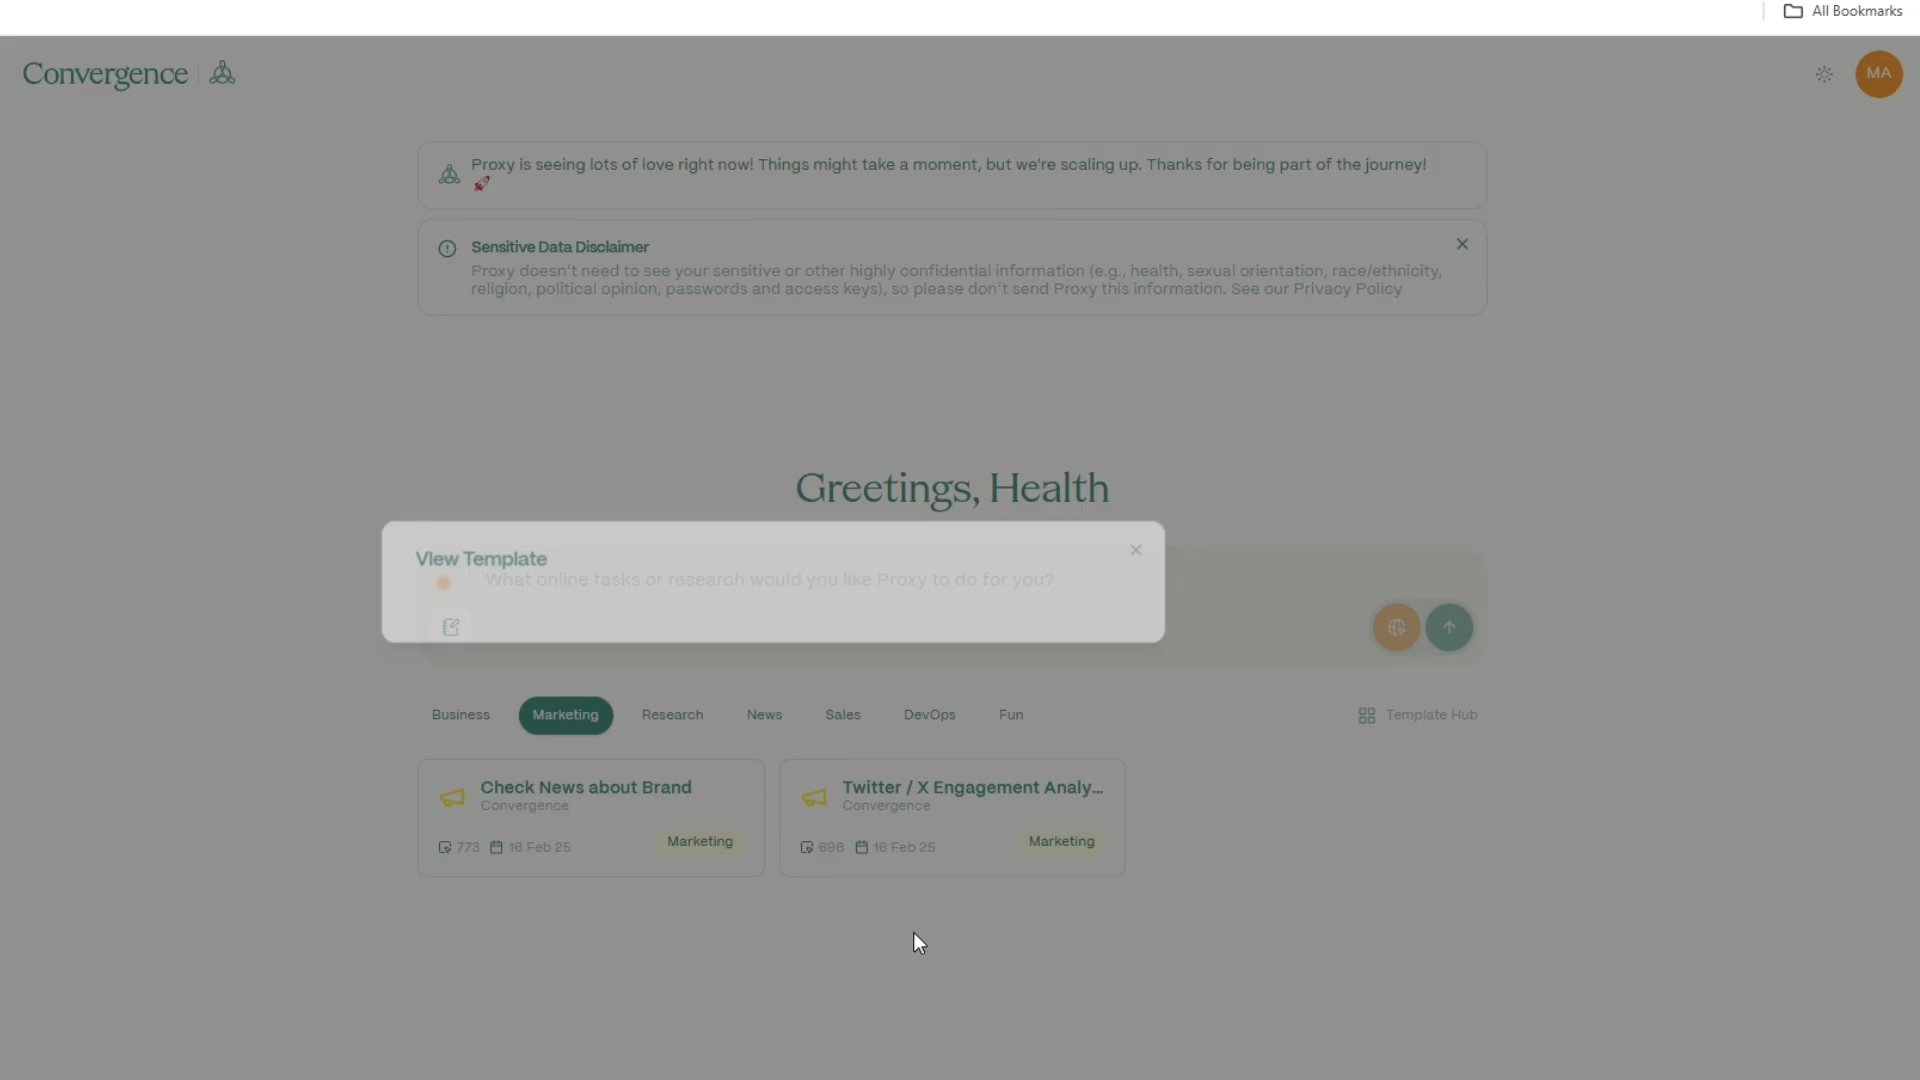 All Bookmarks
Convergence
MA
Proxy is seeing lots of love right now! Things might take a moment, but we're scaling up. Thanks for being part of the journey!
🚀
Sensitive Data Disclaimer
Proxy doesn't need to see your sensitive or other highly confidential information (e.g., health, sexual orientation, race/ethnicity,
religion, political opinion, passwords and access keys), so please don't send Proxy this information. See our Privacy Policy
Greetings, Health
View Template
What online tasks or research would you like Proxy to do for you?
Business Marketing Research News Sales DevOps Fun Template Hub
Check News about Brand
Convergence
773 16 Feb 25 Marketing
Twitter / X Engagement Analy...
Convergence
696 16 Feb 25 Marketing